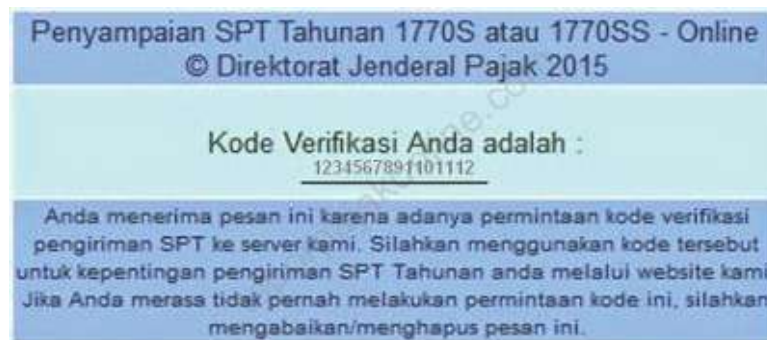 Penyampaian SPT Tahunan 1770S atau 1770SS - Online
© Direktorat Jenderal Pajak 2015
Kode Verifikasi Anda adalah :
1234567891101112
Anda menerima pesan ini karena adanya permintaan kode verifikasi
pengiriman SPT ke server kami. Silahkan menggunakan kode tersebut
untuk kepentingan pengiriman SPT Tahunan anda melalui website kami
Jika Anda merasa tidak pernah melakukan permintaan kode ini, silahkan
mengabaikan/menghapus pesan ini.